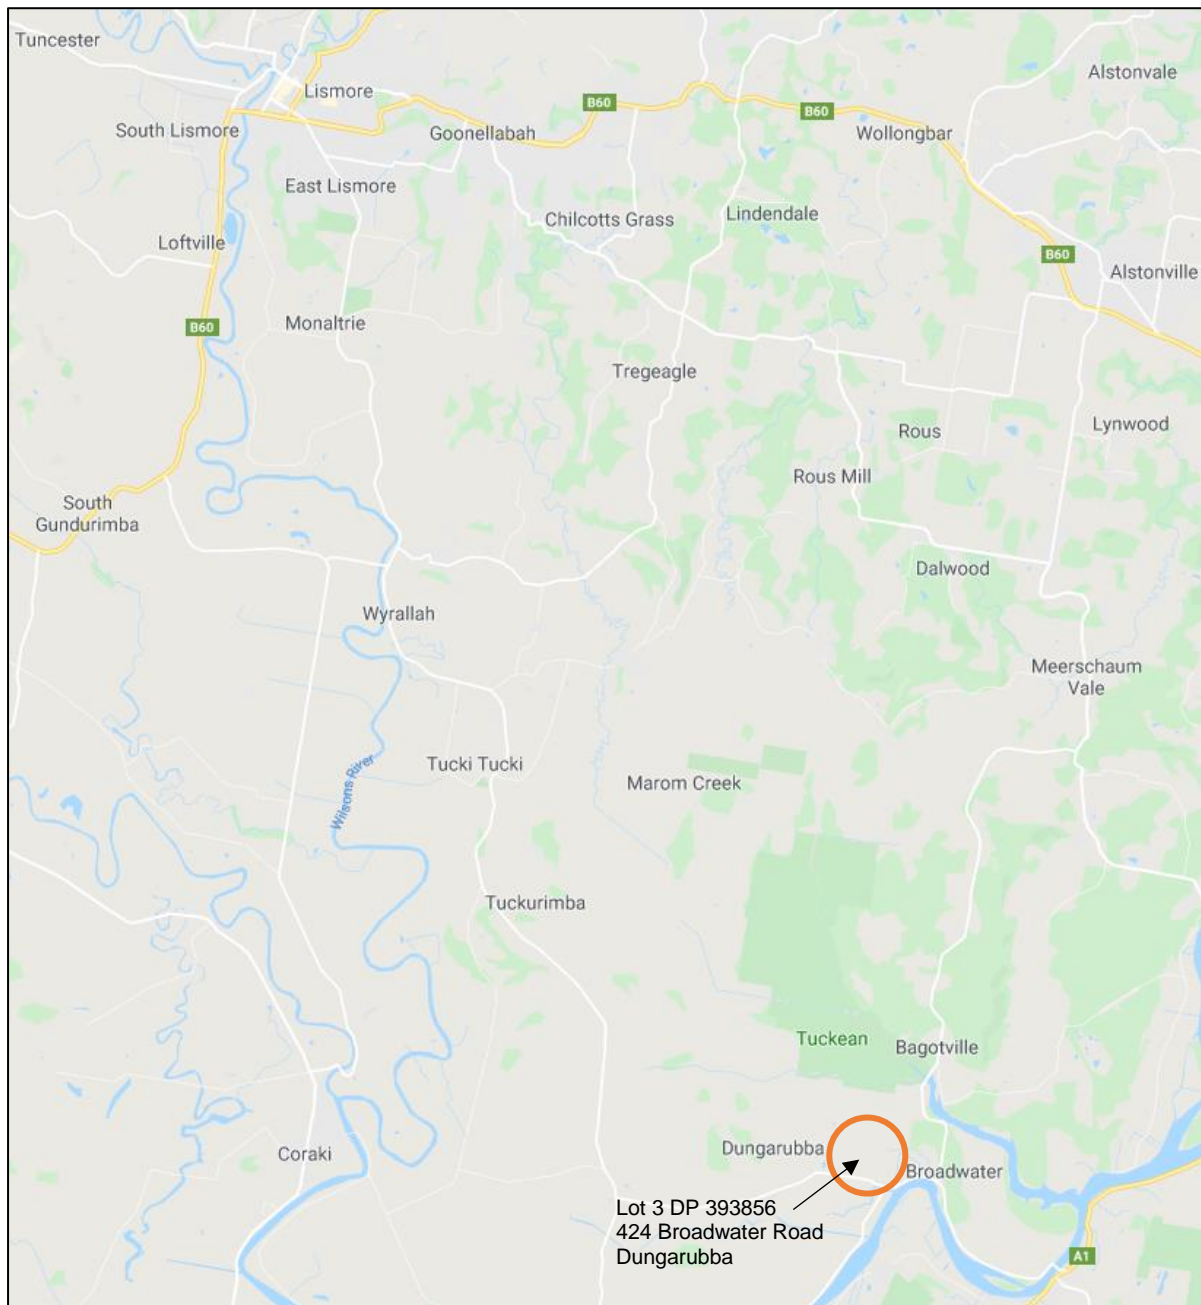 Tuncester
Alstonvale
Lismore
B60
B60
South Lismore
Goonellabah
Wollongbar
East Lismore
Chilcotts Grass
Lindendale
Loftville
B60
Alstonville
Monaltrie
B60
Tregeagle
Lynwood
Rous
Rous Mill
South
Gundurimba
Dalwood
Wyrallah
Meerschaum
Vale
Tucki Tucki
Wilsons River
Marom Creek
Tuckurimba
Tuckean
Bagotville
Coraki
Dungarubba
Broadwater
Lot 3 DP 393856
424 Broadwater Road
Dungarubba
A1